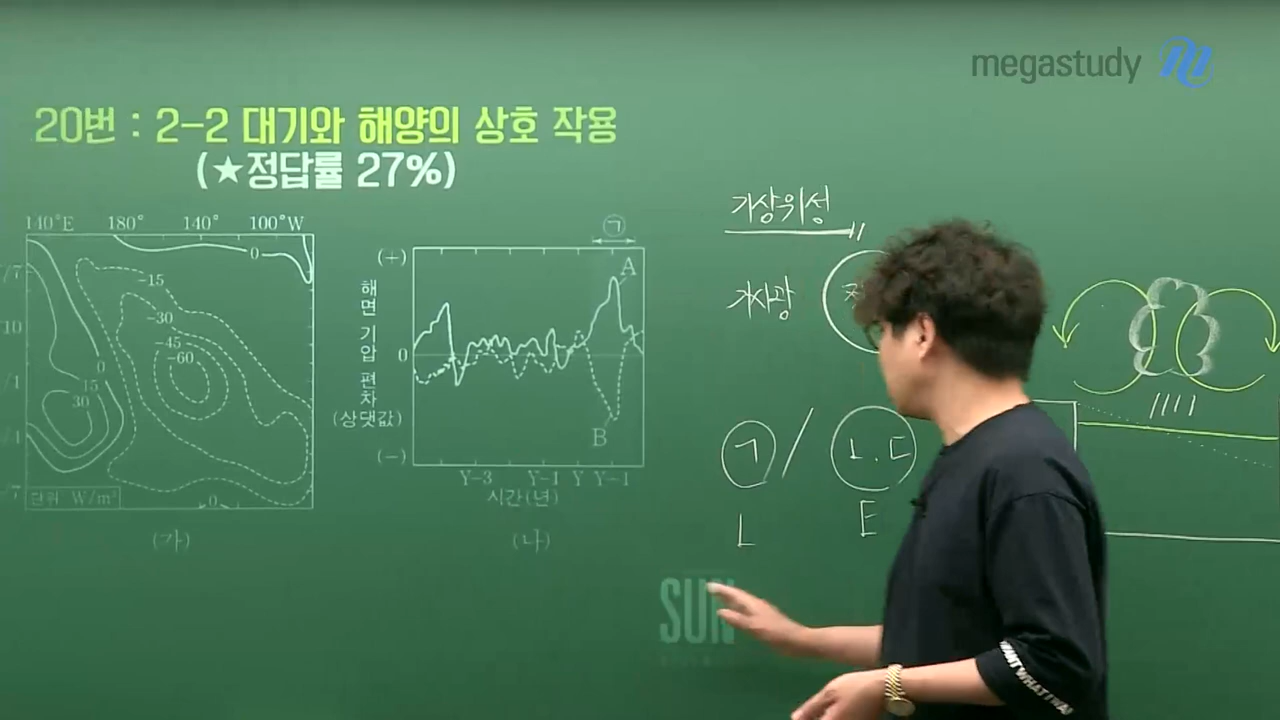 megastudy
20번 : 2-2 대기와 해양의 상호 작용
(★정답률 27%)
140°E 180° 140° 100°W
0
-15
-30
-45
-60
0
15
30
0
단위 W/m²
(가)
㉠
(+)
A
해면 기압 편차
(상댓값)
0
B
(-)
Y-3 Y-1 Y Y-1
시간(년)
(나)
기상위성
가시광
ㄱ / ㄴ.ㄷ
L E
SUN